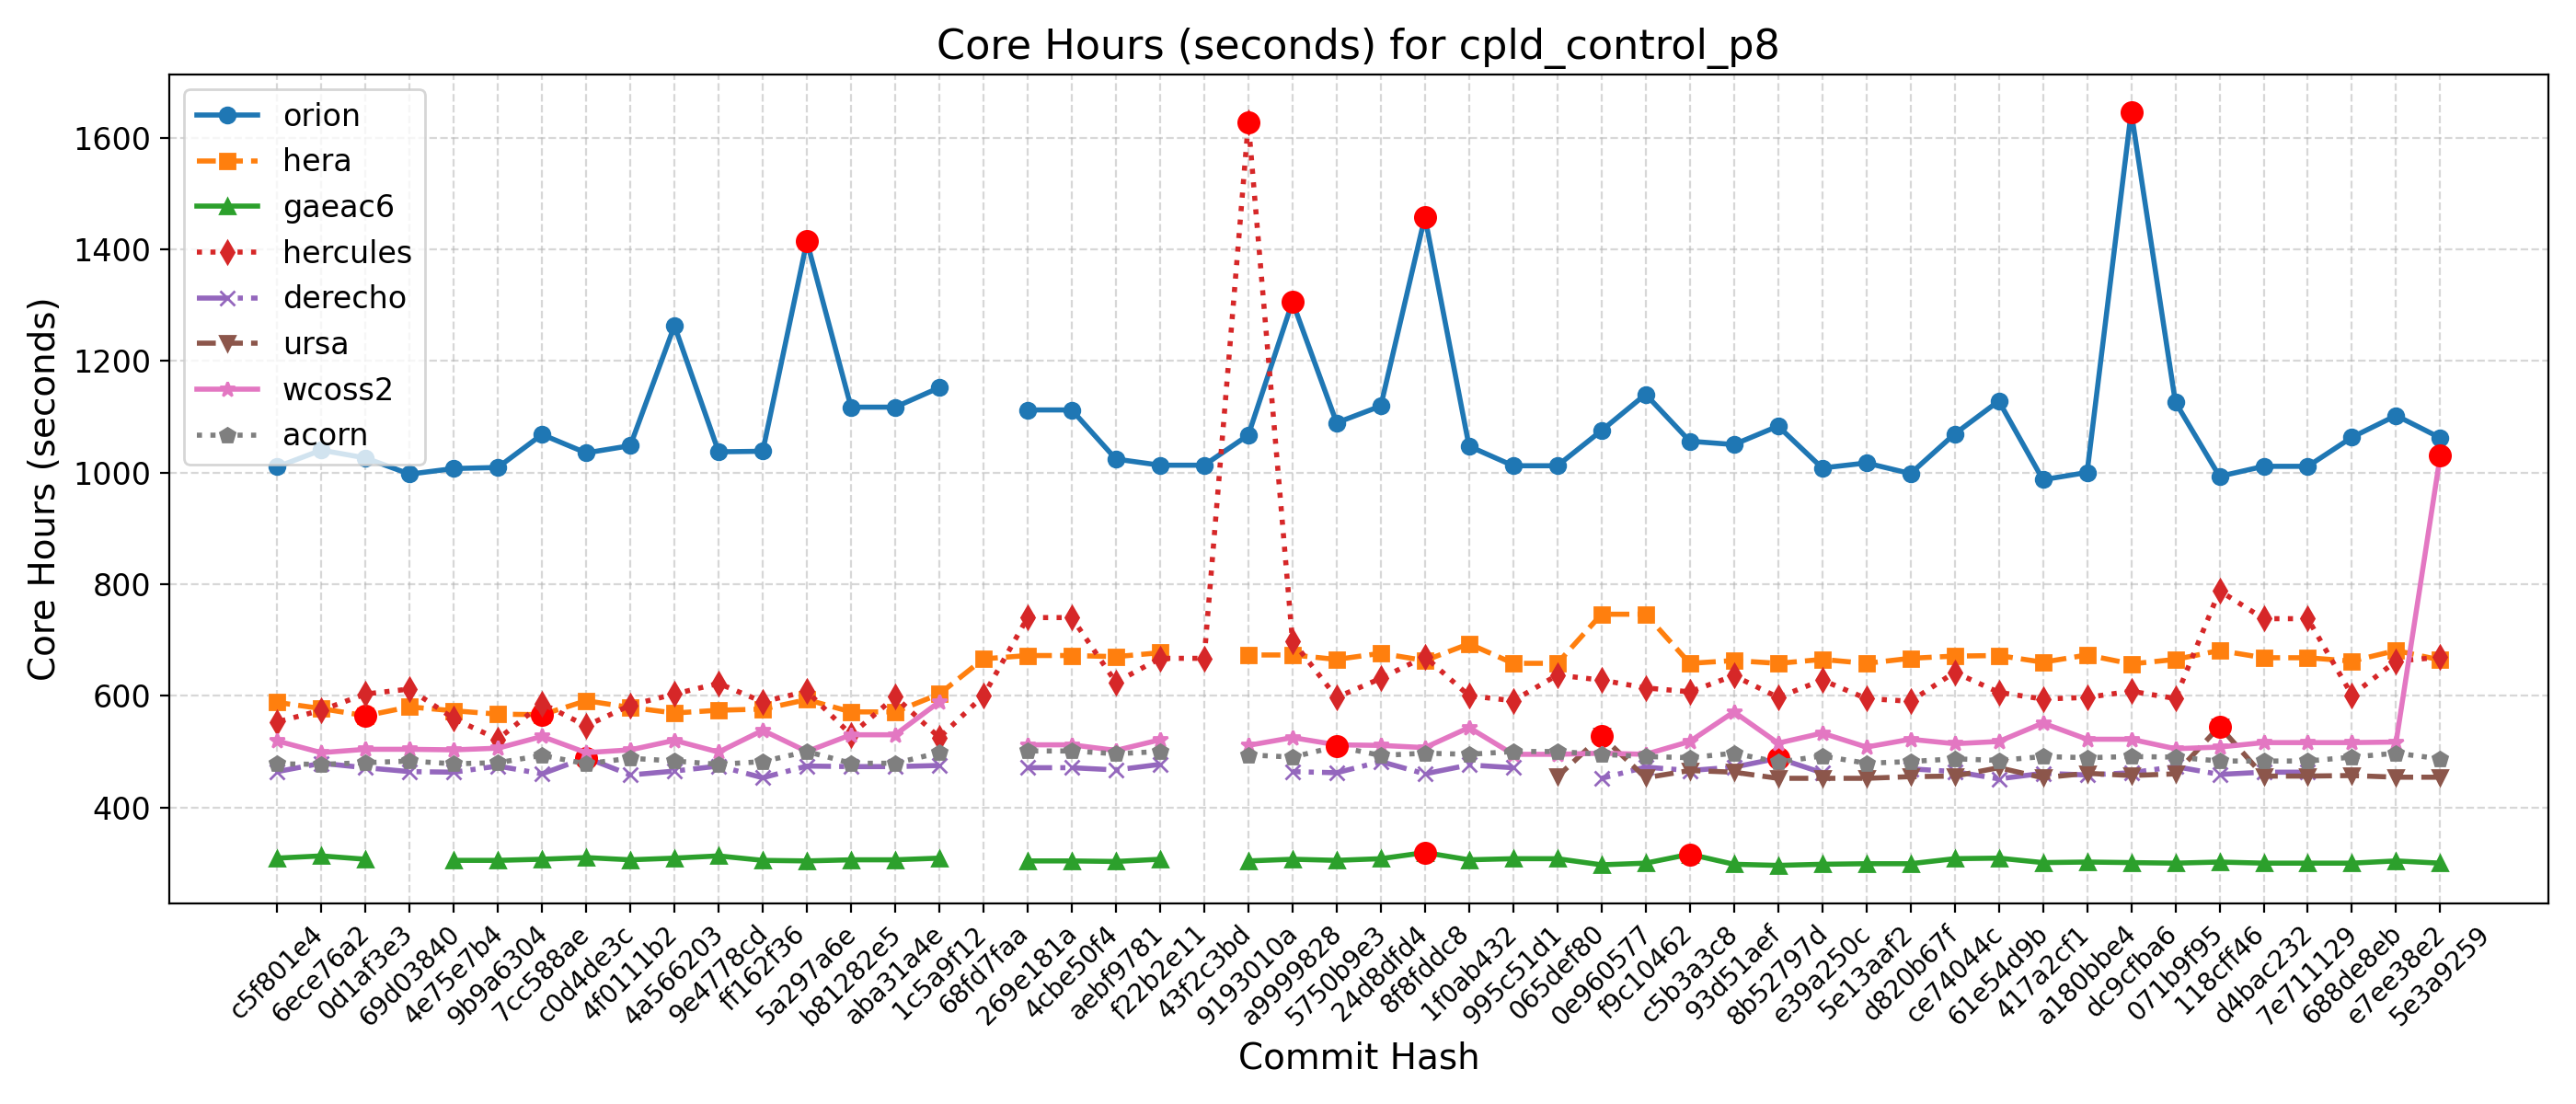 Core Hours (seconds) for cpld_control_p8
Core Hours (seconds)
1600
1400
1200
1000
800
600
400
orion
hera
gaeac6
hercules
derecho
ursa
wcoss2
acorn
c5f801e4
6ece76a2
0d1af3e3
69d03840
4e75e7b4
9b9a6304
7cc588ae
c0d4de3c
4f0111b2
4a566203
9e4778cd
ff162f36
5a297a6e
b81282e5
aba31a4e
1c5a9f12
68fd7faa
269e181a
4cbe50f4
aebf9781
f22b2e11
43f2c3bd
9193010a
a9999828
5750b9e3
24d8dfd4
8f8fddc8
1f0ab432
995c51d1
065def80
0e960577
f9c10462
c5b3a3c8
93d51aef
8b52797d
e39a250c
5e13aaf2
d820b67f
ce74044c
61e54d9b
417a2cf1
a180bbe4
dc9cfba6
071b9f95
118cff46
d4bac232
7e711129
688de8eb
e7ee38e2
5e3a9259
Commit Hash